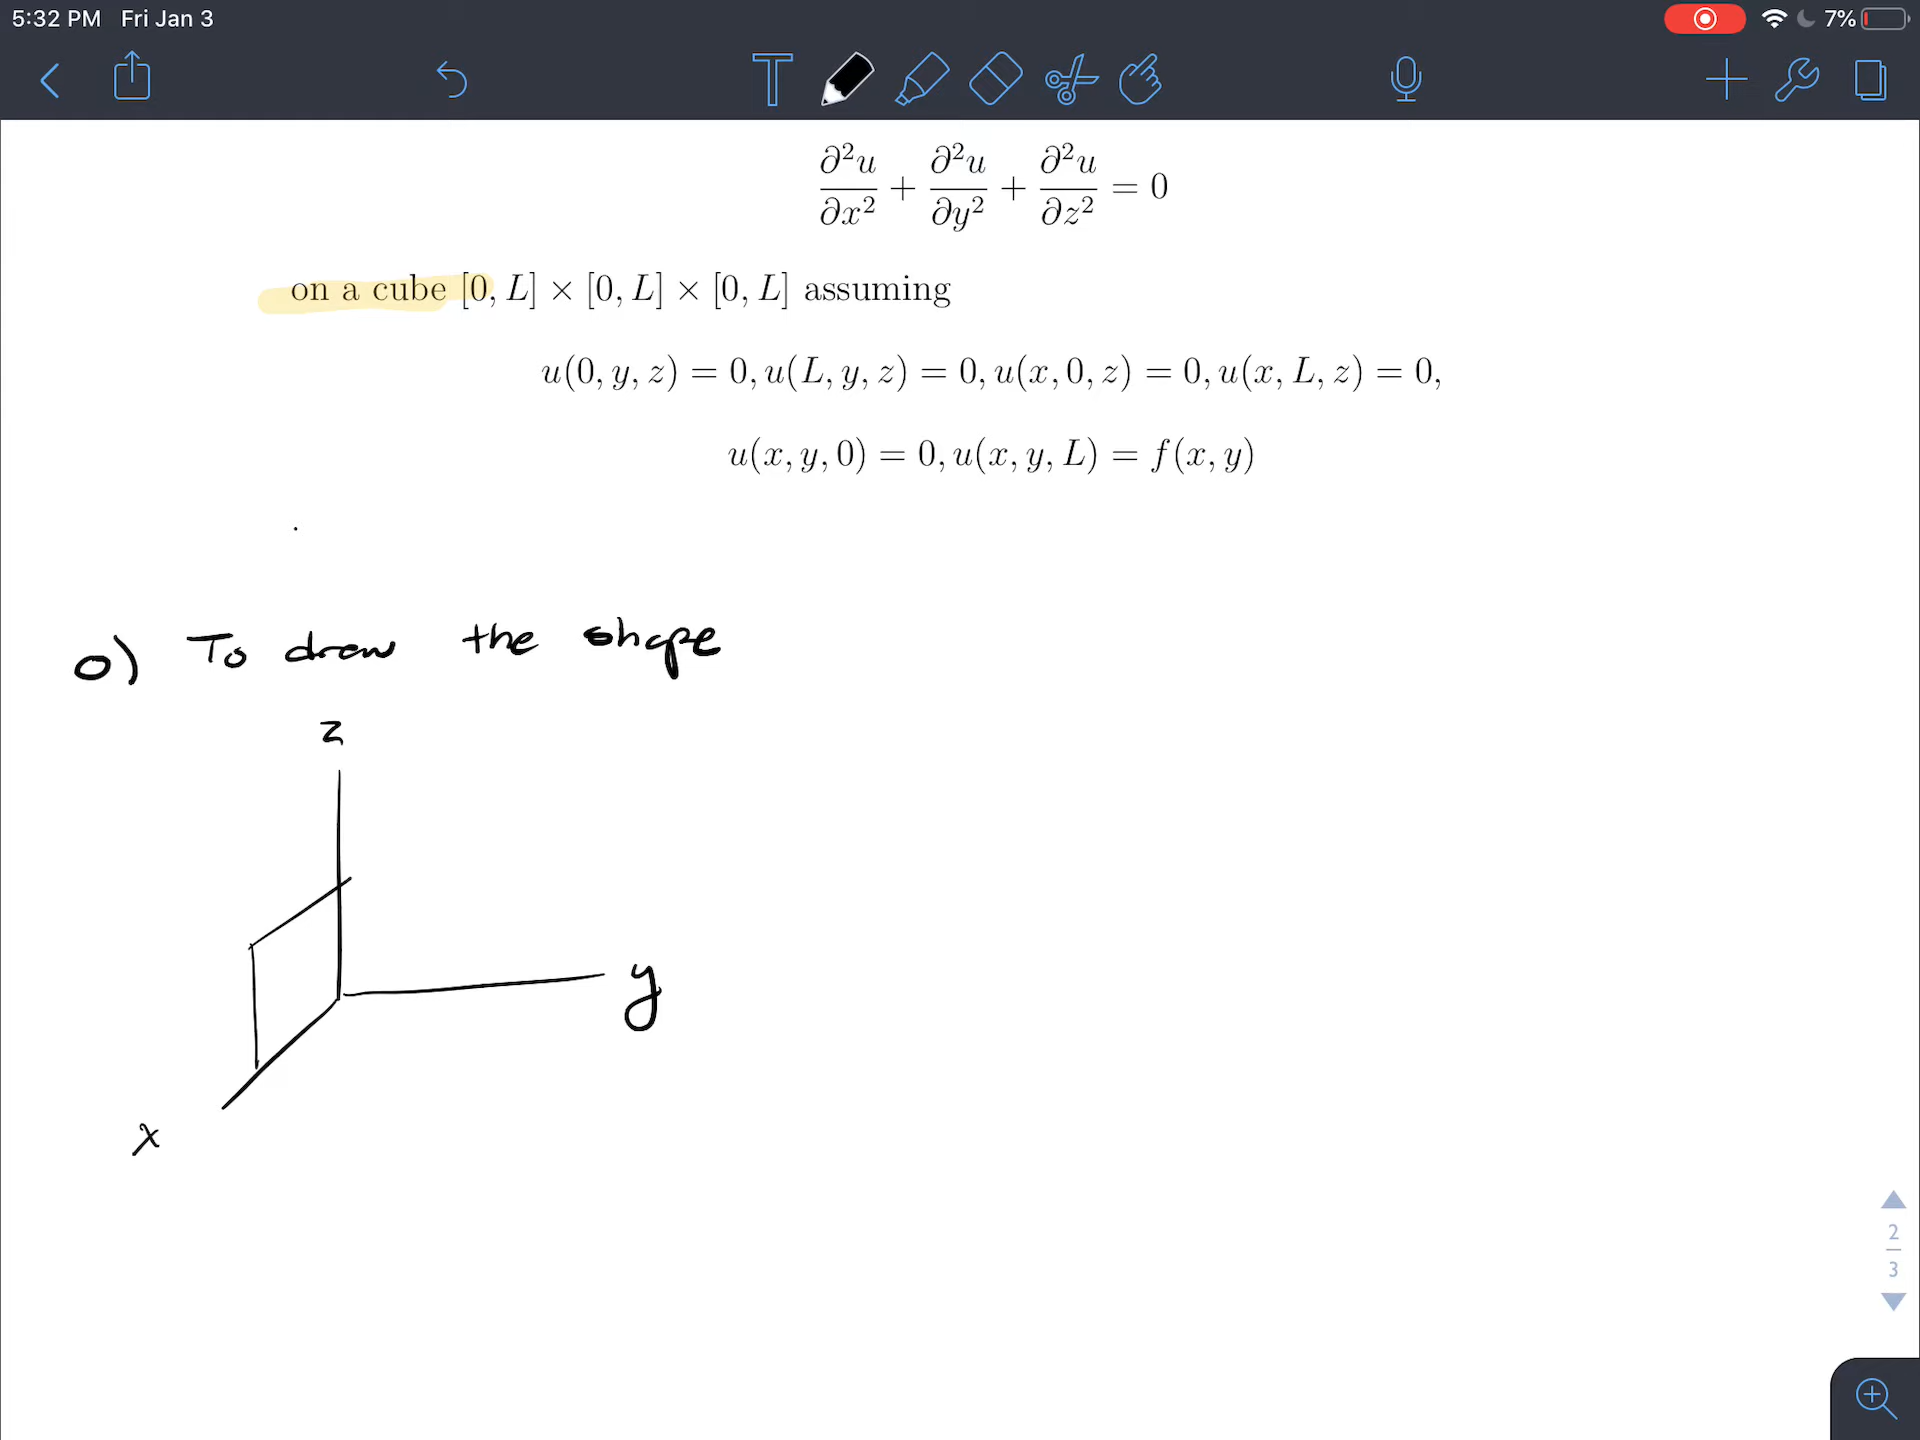 5:32 PM Fri Jan 3 7%
T
∂²u/∂x² + ∂²u/∂y² + ∂²u/∂z² = 0
on a cube [0, L] × [0, L] × [0, L] assuming
u(0, y, z) = 0, u(L, y, z) = 0, u(x, 0, z) = 0, u(x, L, z) = 0,
u(x, y, 0) = 0, u(x, y, L) = f(x, y)
.
0) To draw the shape
z
y
x
2
3